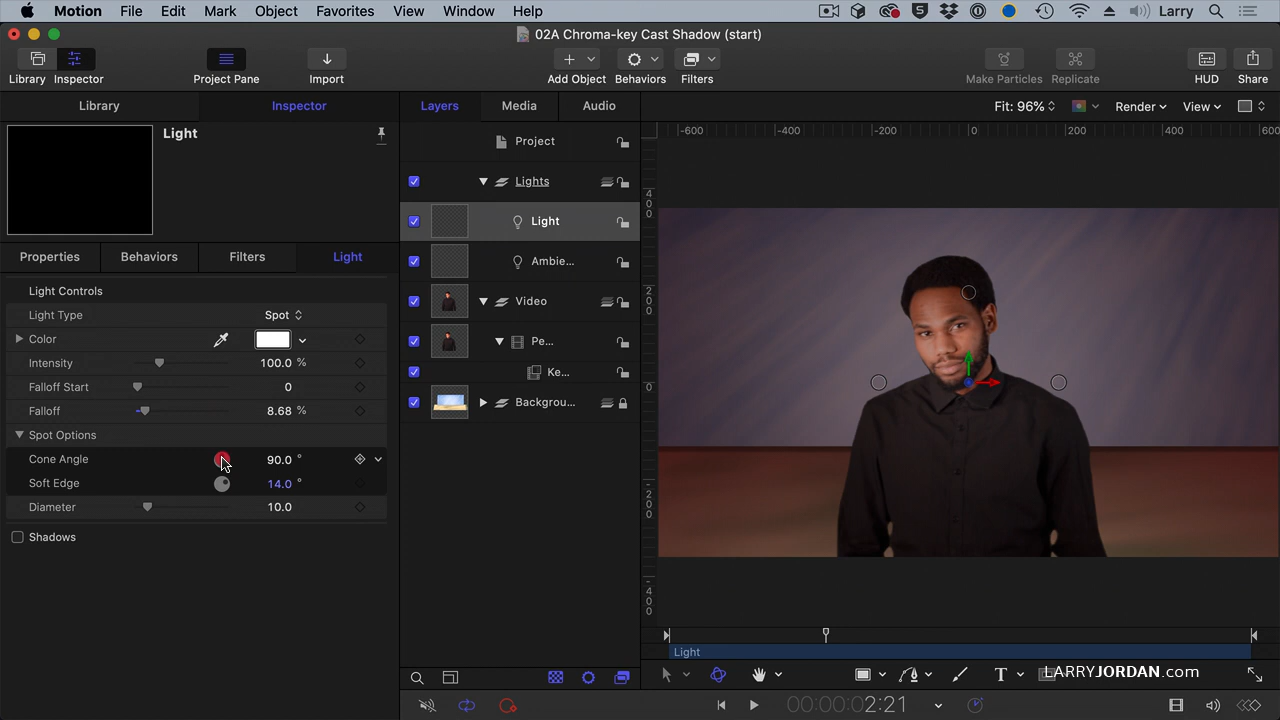 Motion File Edit Mark Object Favorites View Window Help Larry
02A Chroma-key Cast Shadow (start)
Library Inspector Project Pane Import Add Object Behaviors Filters Make Particles Replicate HUD Share
Library Inspector Layers Media Audio Fit: 96% Render View
Light
Properties Behaviors Filters Light
Light Controls
Light Type Spot
Color
Intensity 100.0 %
Falloff Start 0
Falloff 8.68 %
Spot Options
Cone Angle 90.0 °
Soft Edge 14.0 °
Diameter 10.0
Shadows
Project
Lights
Light
Ambie...
Video
Pe...
Ke...
Backgrou...
-600 -400 -200 0 200 400 600
400
200
0
-200
-400
Light
T
LARRYJORDAN.com
00:00:02:21